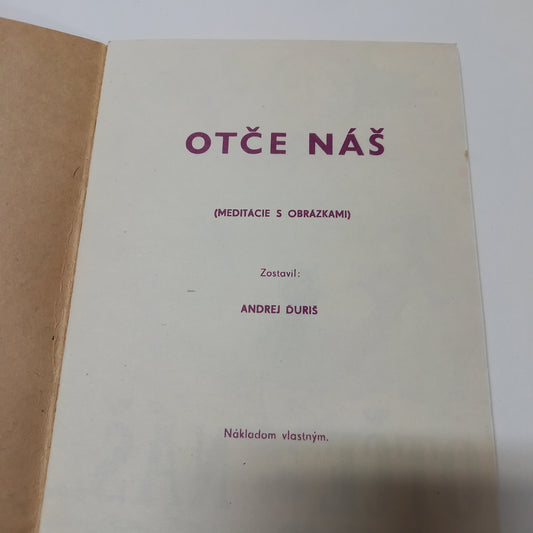 OTČE NÁŠ
(MEDITÁCIE S OBRÁZKAMI)
Zostavil:
ANDREJ ĎURIŠ
Nákladom vlastným.